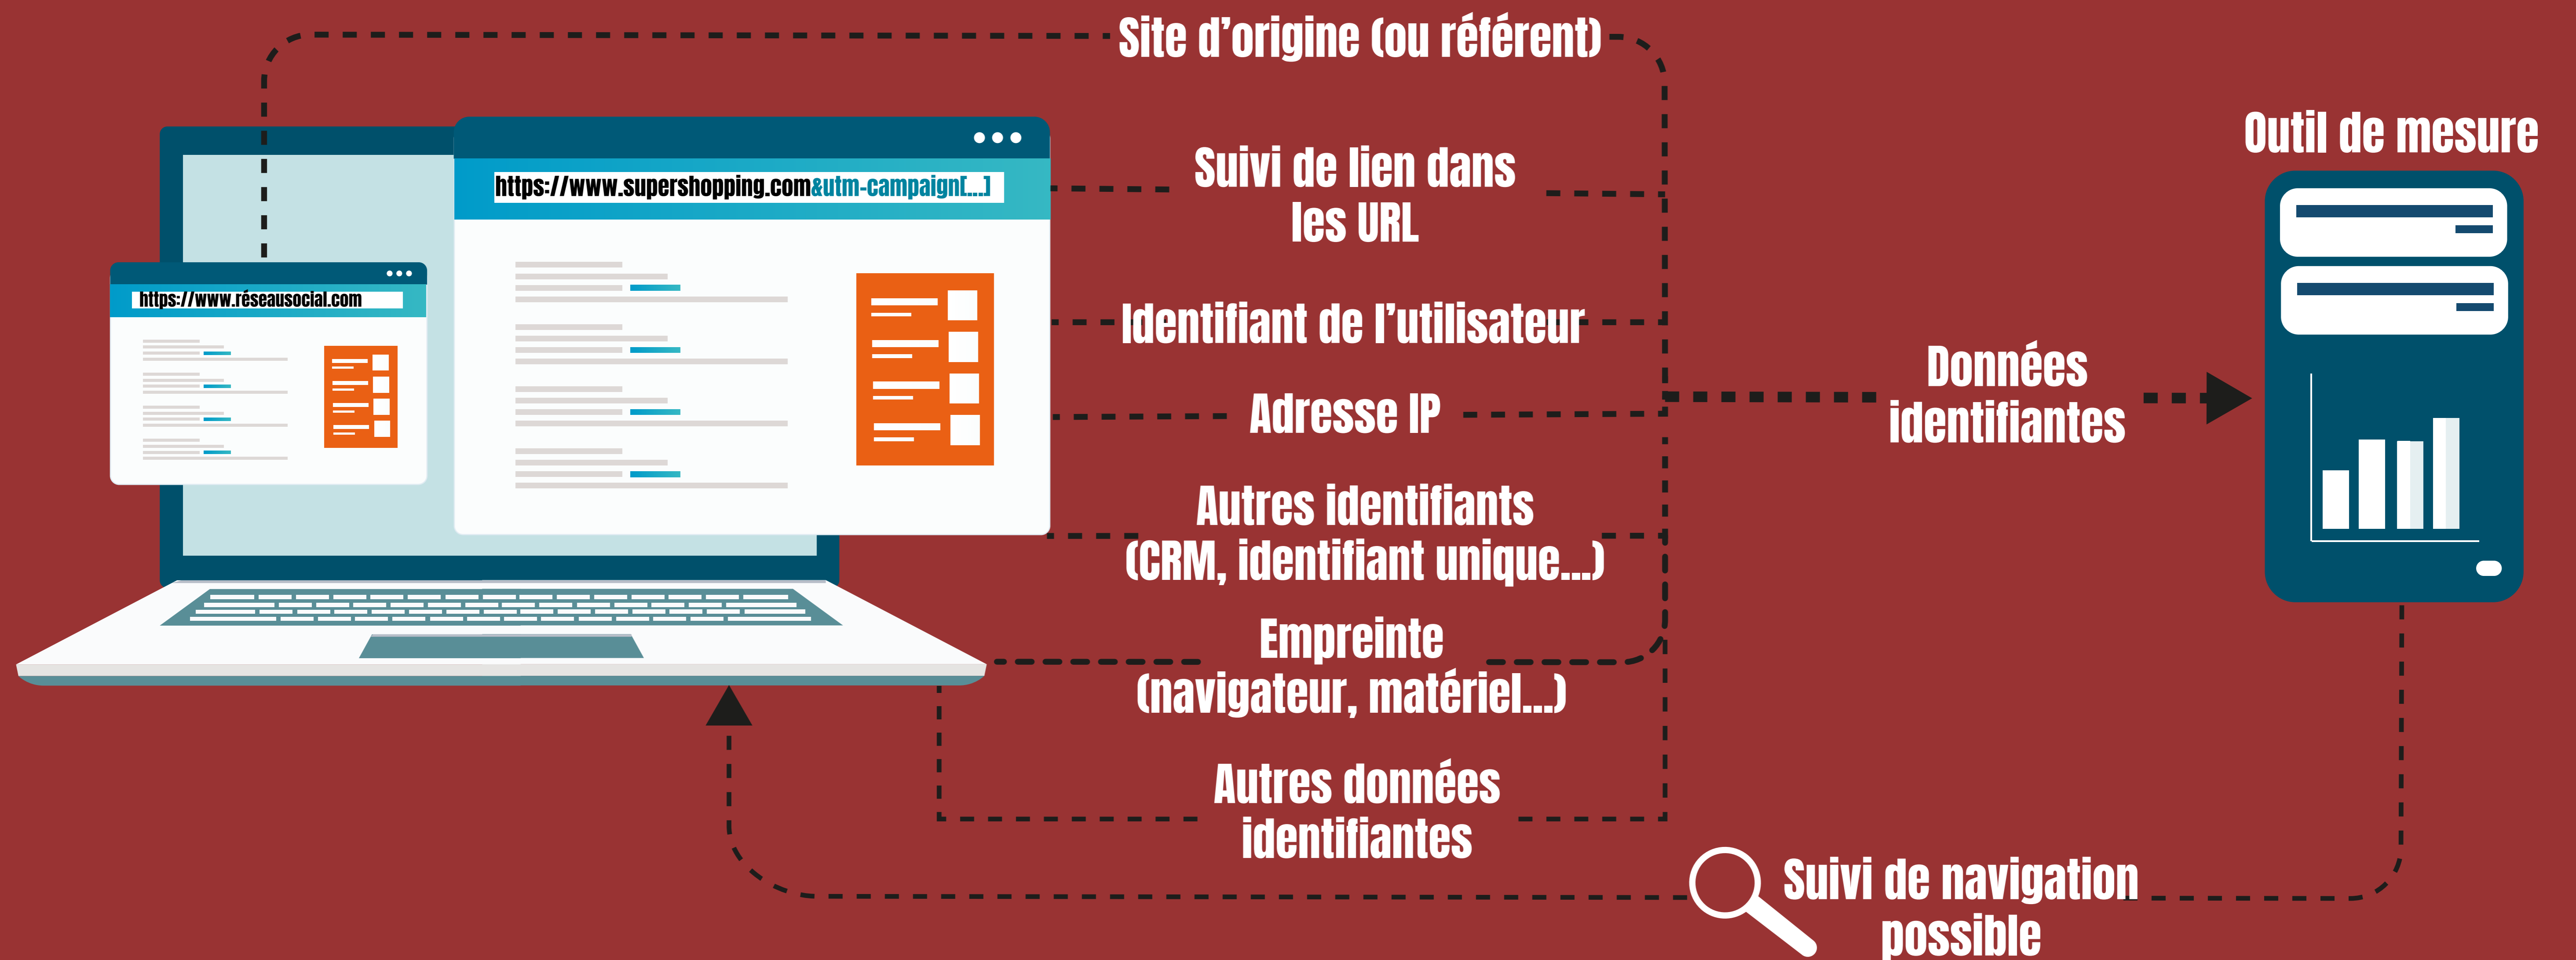 Site d’origine (ou référent)
https://www.supershopping.com&utm-campaign[...]
https://www.réseausocial.com
Suivi de lien dans
les URL
Identifiant de l’utilisateur
Adresse IP
Autres identifiants
(CRM, identifiant unique...)
Empreinte
(navigateur, matériel...)
Autres données
identifiantes
Données
identifiantes
Outil de mesure
Suivi de navigation
possible